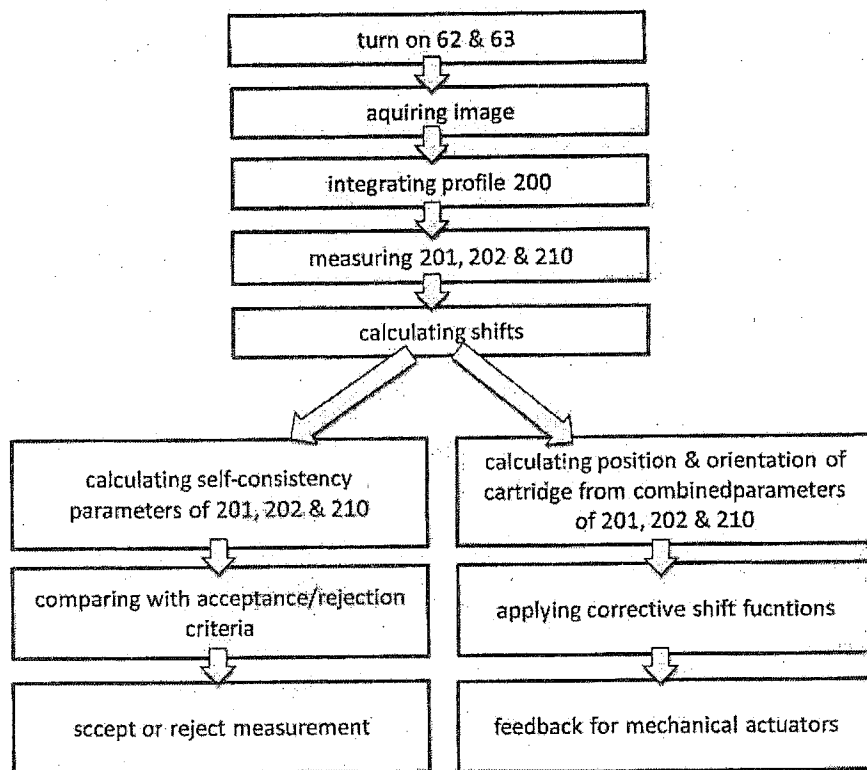 turn on 62 & 63
aquiring image
integrating profile 200
measuring 201, 202 & 210
calculating shifts
calculating self-consistency
parameters of 201, 202 & 210
comparing with acceptance/rejection
criteria
sccept or reject measurement
calculating position & orientation of
cartridge from combinedparameters
of 201, 202 & 210
applying corrective shift fucntions
feedback for mechanical actuators